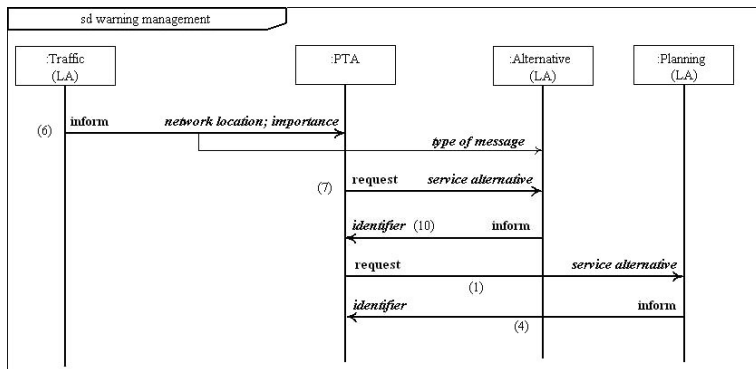 sd warning management
:Traffic
(LA)
:PTA
:Alternative
(LA)
:Planning
(LA)
(6) inform network location; importance
type of message
(7) request service alternative
identifier (10) inform
request service alternative
(1)
identifier inform
(4)